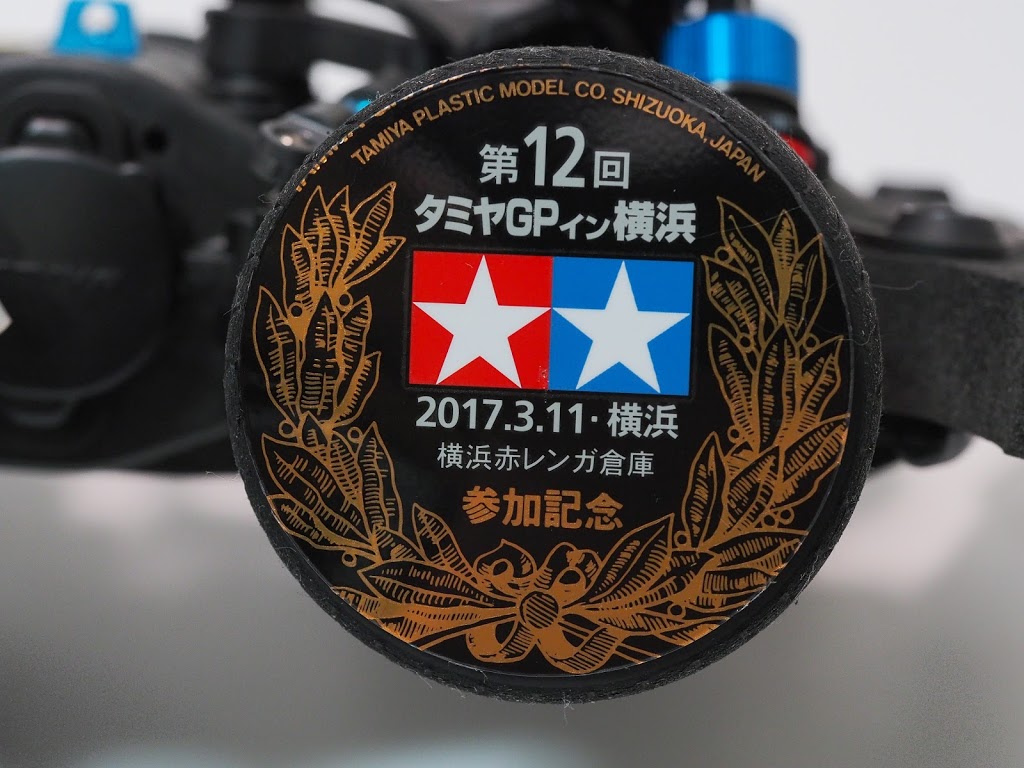 TAMIYA PLASTIC MODEL CO. SHIZUOKA, JAPAN
第12回
タミヤGPイン横浜
2017.3.11・横浜
横浜赤レンガ倉庫
参加記念